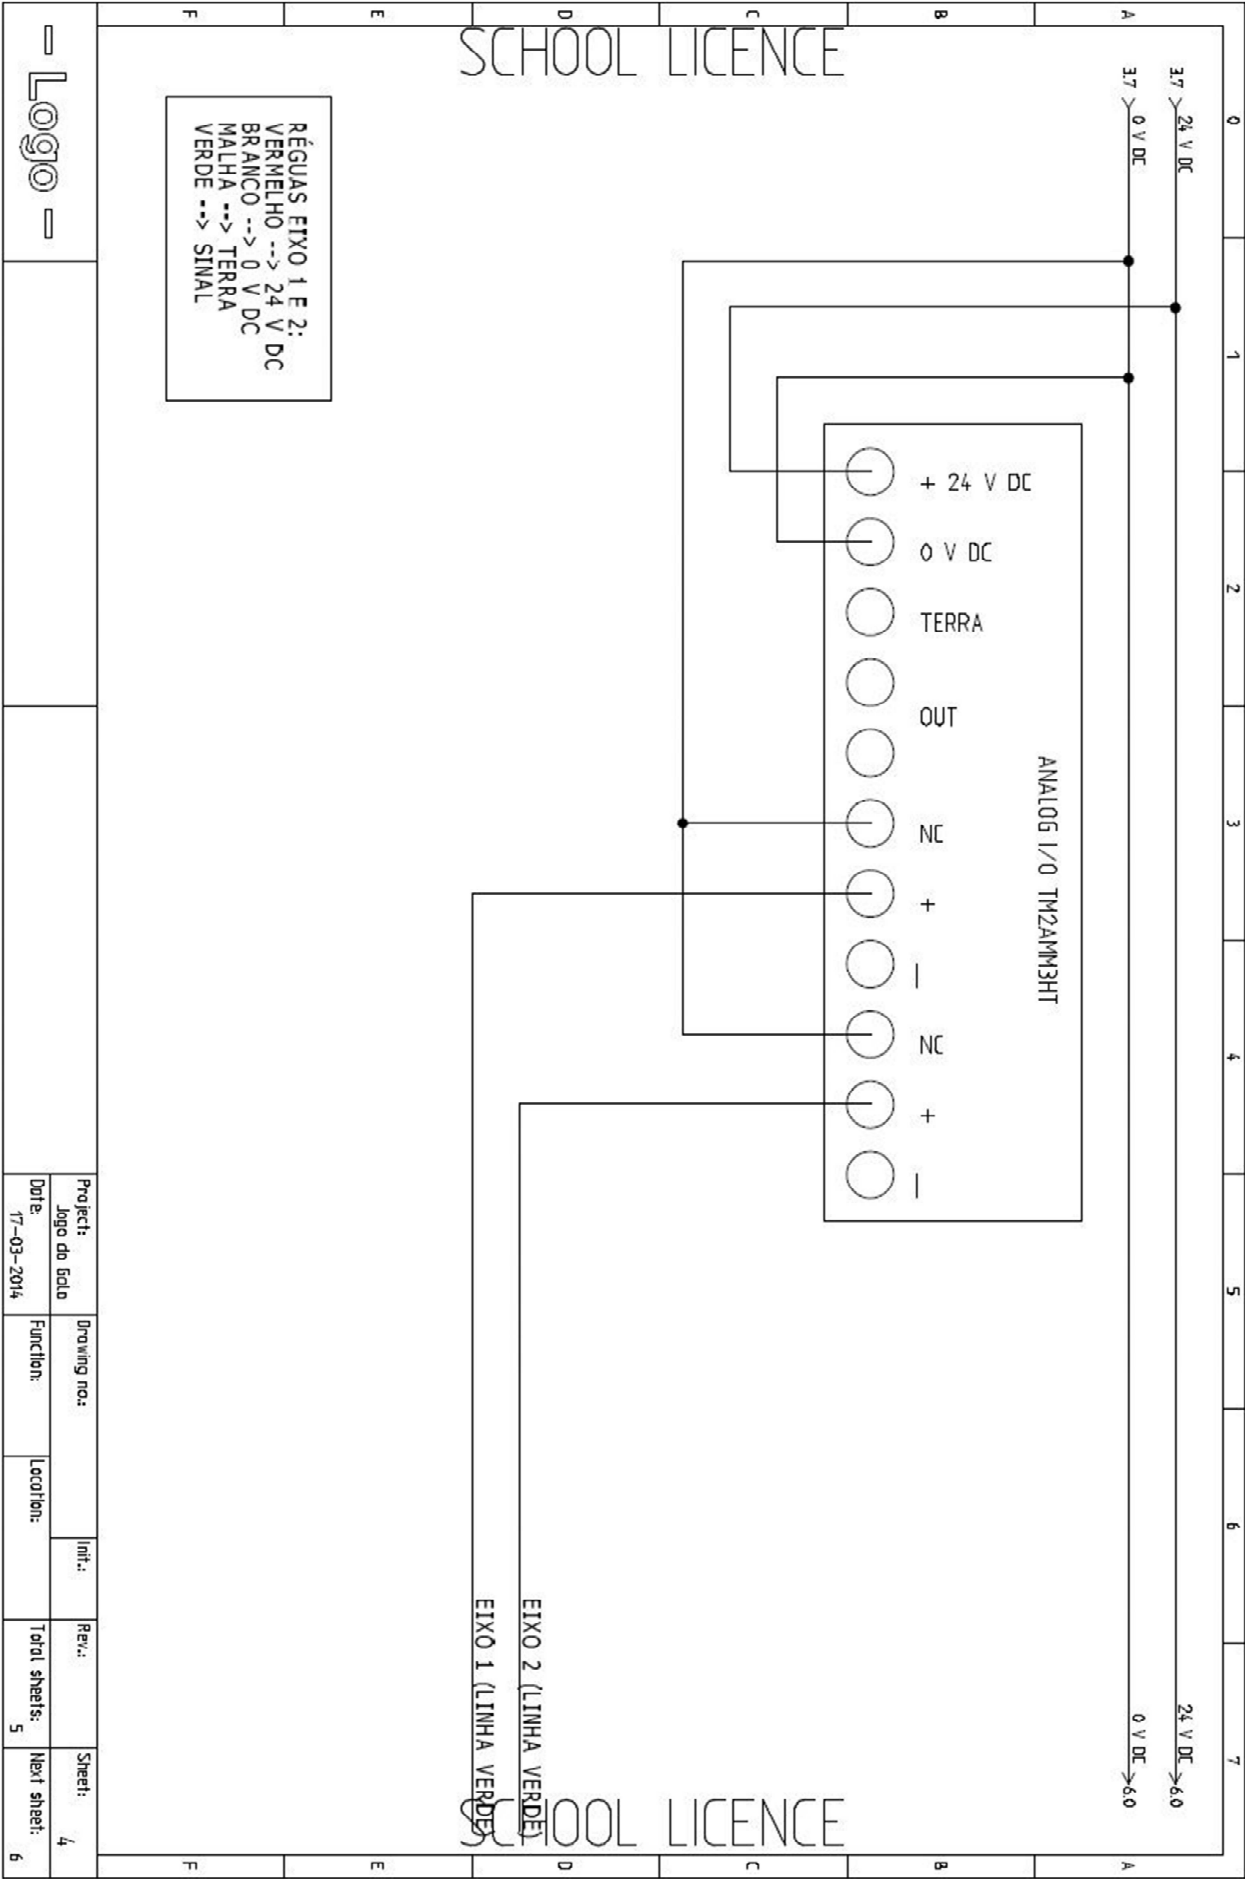 0
1
2
3
4
5
6
7
A
A
B
B
C
C
D
D
E
E
F
F
3.7
24 V DC
24 V DC
6.0
3.7
0 V DC
0 V DC
6.0
SCHOOL LICENCE
SCHOOL LICENCE
ANALOG I/O TM2AMM3HT
+ 24 V DC
0 V DC
TERRA
OUT
NC
+
-
NC
+
-
EIXO 2 (LINHA VERDE)
EIXO 1 (LINHA VERDE)
RÉGUAS EIXO 1 E 2:
VERMELHO --> 24 V DC
BRANCO --> 0 V DC
MALHA --> TERRA
VERDE --> SINAL
- Logo -
Project:
Jogo do Galo
Drawing no.:
Init.:
Rev.:
Sheet:
4
Date:
17-03-2014
Function:
Location:
Total sheets:
5
Next sheet:
6